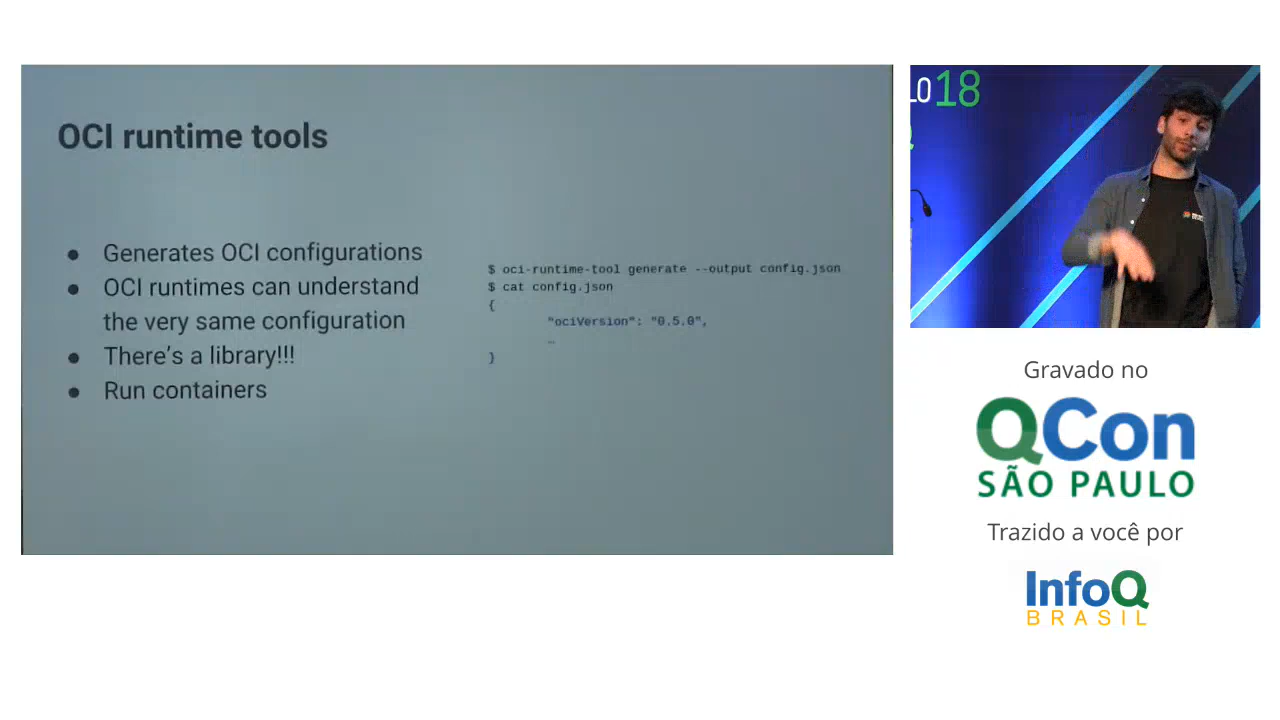 OCI runtime tools
● Generates OCI configurations
● OCI runtimes can understand
the very same configuration
● There's a library!!!
● Run containers
$ oci-runtime-tool generate --output config.json
$ cat config.json
{
"ociVersion": "0.5.0",
…
}
LO18
Gravado no
QCon
SÃO PAULO
Trazido a você por
InfoQ
BRASIL